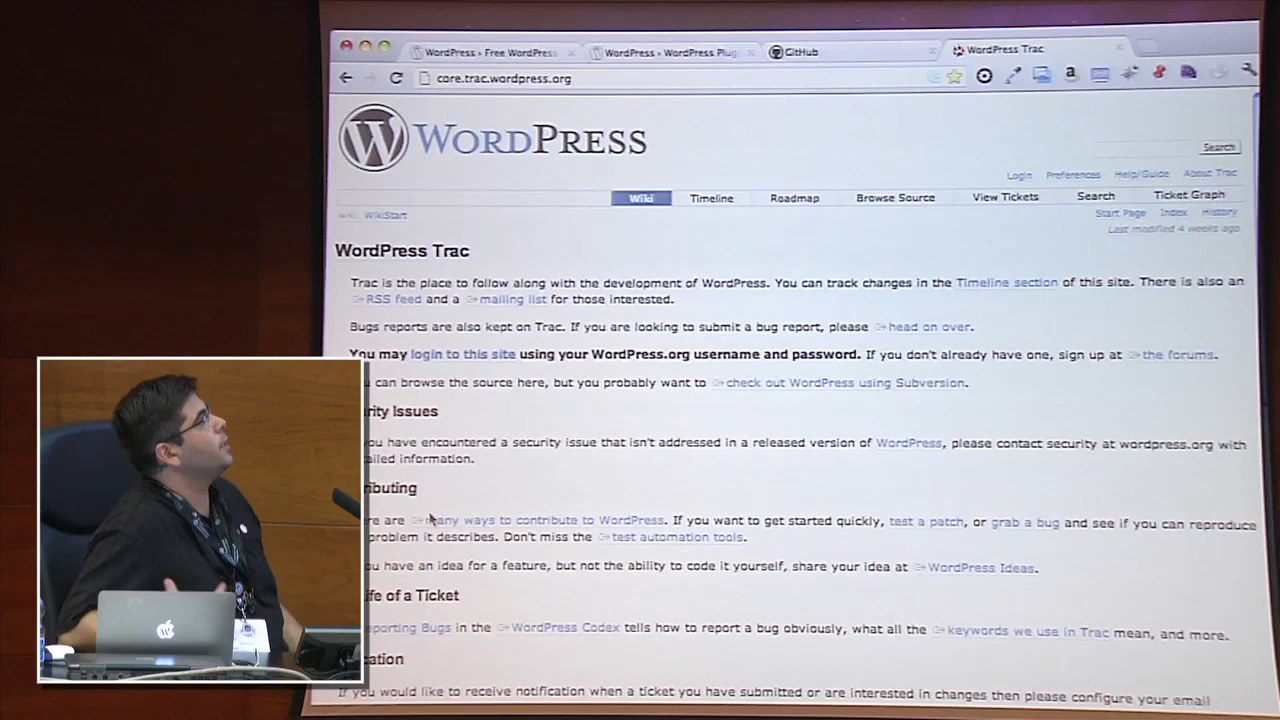 WordPress › Free WordPress
WordPress › WordPress Plug
GitHub
WordPress Trac
core.trac.wordpress.org
WORDPRESS
Search
Login Preferences Help/Guide About Trac
Wiki Timeline Roadmap Browse Source View Tickets Search Ticket Graph
wiki: WikiStart
Start Page Index History
Last modified 4 weeks ago
WordPress Trac
Trac is the place to follow along with the development of WordPress. You can track changes in the Timeline section of this site. There is also an
RSS feed and a mailing list for those interested.
Bugs reports are also kept on Trac. If you are looking to submit a bug report, please head on over.
You may login to this site using your WordPress.org username and password. If you don't already have one, sign up at the forums.
can browse the source here, but you probably want to check out WordPress using Subversion.
rity Issues
you have encountered a security issue that isn't addressed in a released version of WordPress, please contact security at wordpress.org with
ailed information.
ributing
re are many ways to contribute to WordPress. If you want to get started quickly, test a patch, or grab a bug and see if you can reproduce
problem it describes. Don't miss the test automation tools.
ou have an idea for a feature, but not the ability to code it yourself, share your idea at WordPress Ideas.
ife of a Ticket
eporting Bugs in the WordPress Codex tells how to report a bug obviously, what all the keywords we use in Trac mean, and more.
cation
If you would like to receive notification when a ticket you have submitted or are interested in changes then please configure your email